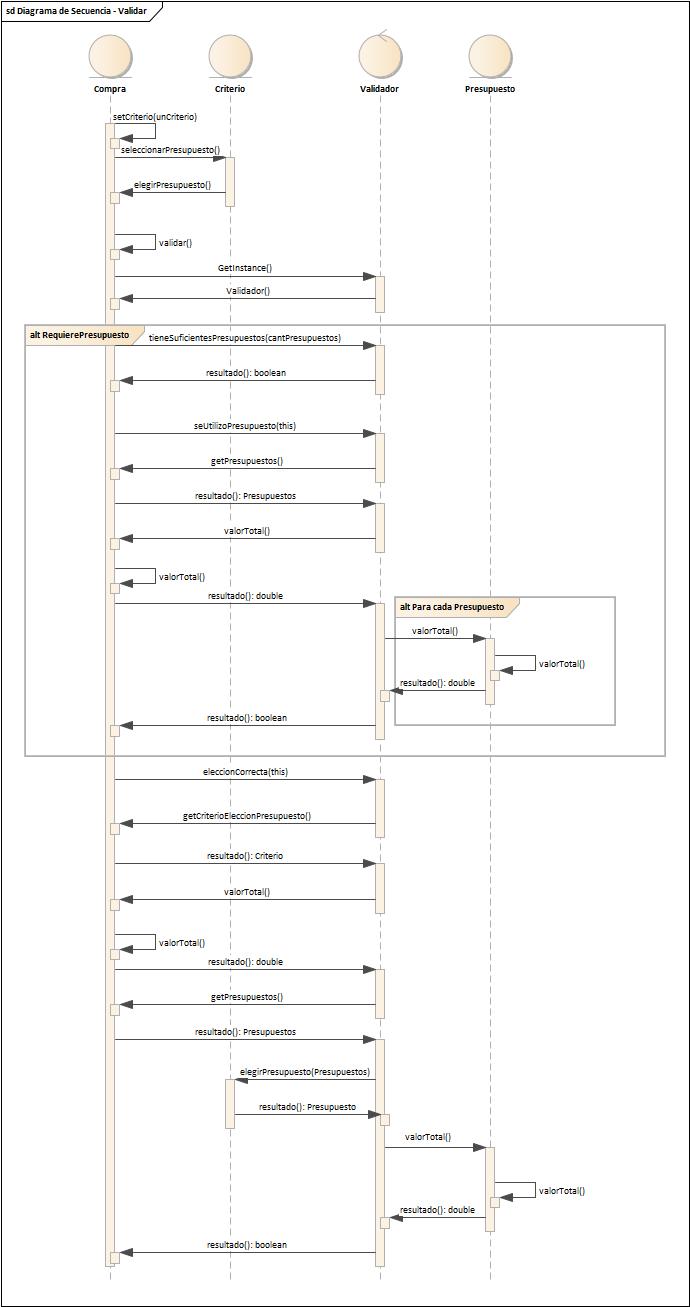 sd Diagrama de Secuencia - Validar
Compra
Criterio
Validador
Presupuesto
setCriterio(unCriterio)
seleccionarPresupuesto()
elegirPresupuesto()
validar()
GetInstance()
Validador()
alt RequierePresupuesto
tieneSuficientesPresupuestos(cantPresupuestos)
resultado(): boolean
seUtilizoPresupuesto(this)
getPresupuestos()
resultado(): Presupuestos
valorTotal()
valorTotal()
resultado(): double
alt Para cada Presupuesto
valorTotal()
valorTotal()
resultado(): double
resultado(): boolean
eleccionCorrecta(this)
getCriterioEleccionPresupuesto()
resultado(): Criterio
valorTotal()
valorTotal()
resultado(): double
getPresupuestos()
resultado(): Presupuestos
elegirPresupuesto(Presupuestos)
resultado(): Presupuesto
valorTotal()
valorTotal()
resultado(): double
resultado(): boolean